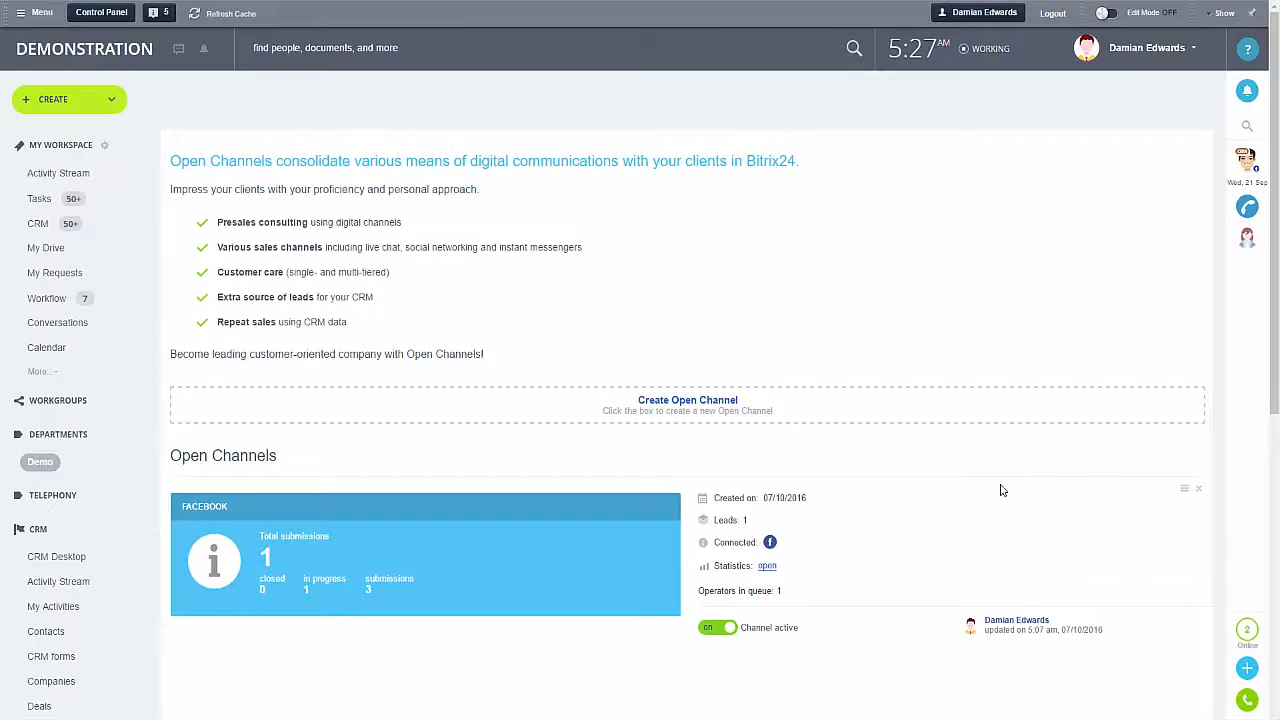 Menu Control Panel 5 Refresh Cache Damian Edwards Logout Edit Mode OFF Show
DEMONSTRATION find people, documents, and more 5:27AM WORKING Damian Edwards ?
+ CREATE
MY WORKSPACE
Activity Stream
Tasks 50+
CRM 50+
My Drive
My Requests
Workflow 7
Conversations
Calendar
More...
WORKGROUPS
DEPARTMENTS
Demo
TELEPHONY
CRM
CRM Desktop
Activity Stream
My Activities
Contacts
CRM forms
Companies
Deals
Open Channels consolidate various means of digital communications with your clients in Bitrix24.
Impress your clients with your proficiency and personal approach.
Presales consulting using digital channels
Various sales channels including live chat, social networking and instant messengers
Customer care (single- and multi-tiered)
Extra source of leads for your CRM
Repeat sales using CRM data
Become leading customer-oriented company with Open Channels!
Create Open Channel
Click the box to create a new Open Channel
Open Channels
FACEBOOK
Total submissions
1
closed in progress submissions
0 1 3
Created on: 07/10/2016
Leads: 1
Connected:
Statistics: open
Operators in queue: 1
on Channel active
Damian Edwards
updated on 5:07 am, 07/10/2016
Wed, 21 Sep
2
Online